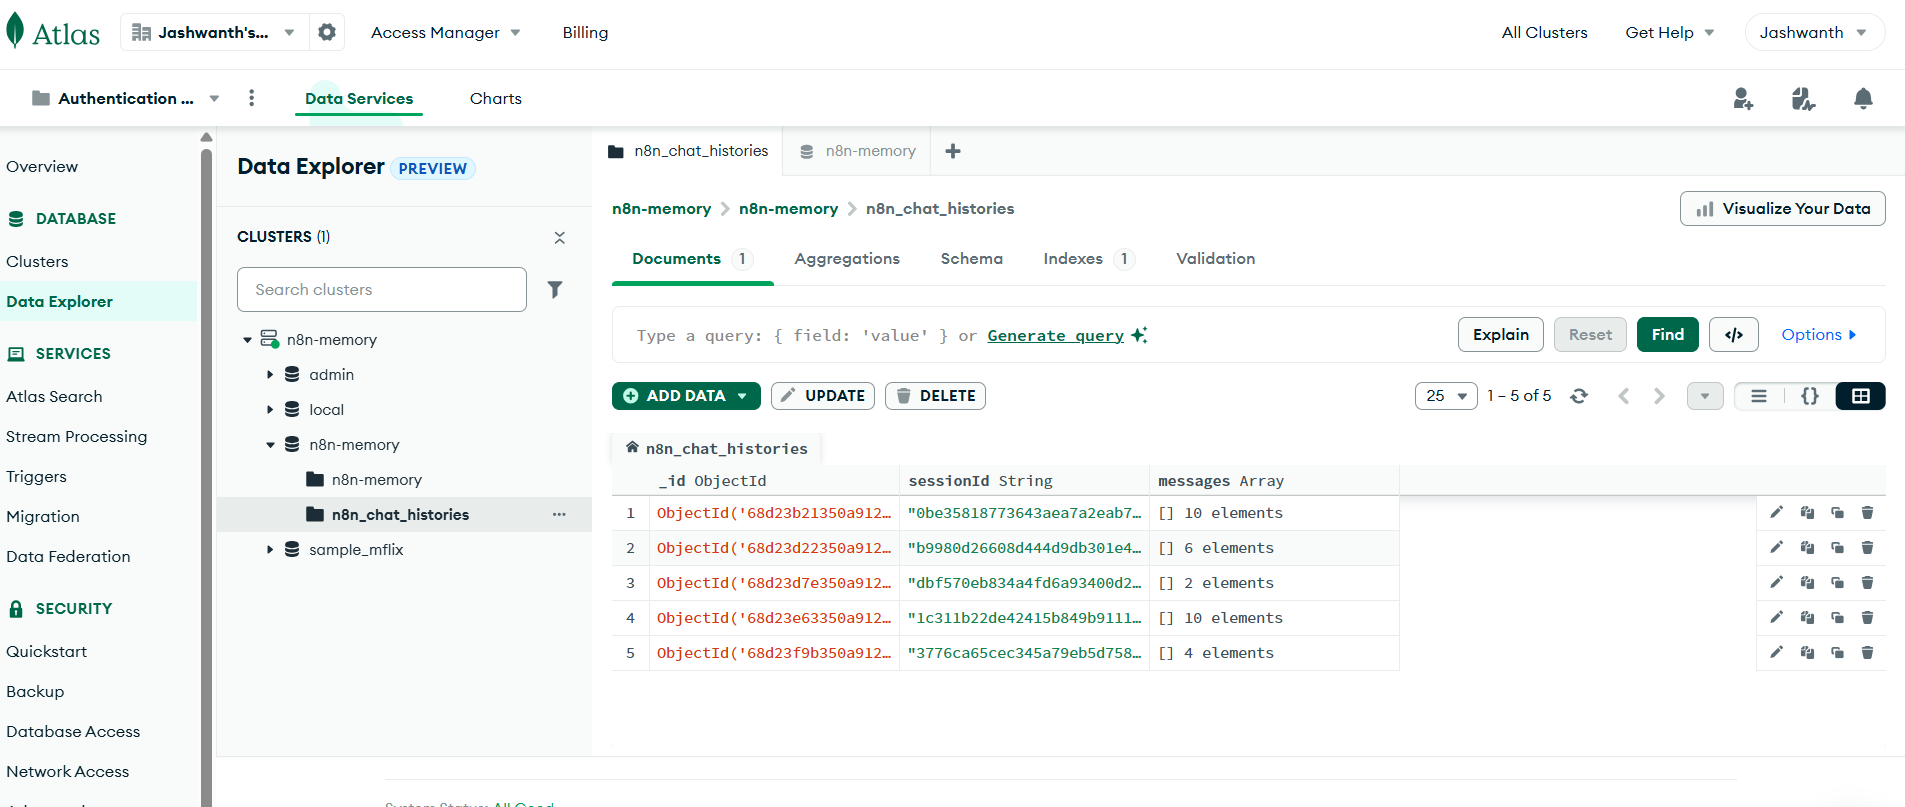 Atlas
Jashwanth's...
Access Manager
Billing
All Clusters
Get Help
Jashwanth
Authentication ...
Data Services
Charts
Overview
DATABASE
Clusters
Data Explorer
SERVICES
Atlas Search
Stream Processing
Triggers
Migration
Data Federation
SECURITY
Quickstart
Backup
Database Access
Network Access
Data Explorer PREVIEW
CLUSTERS (1)
Search clusters
n8n-memory
admin
local
n8n-memory
n8n-memory
n8n_chat_histories
sample_mflix
n8n_chat_histories
n8n-memory
n8n-memory > n8n-memory > n8n_chat_histories
Visualize Your Data
Documents 1
Aggregations
Schema
Indexes 1
Validation
Type a query: { field: 'value' } or Generate query
Explain
Reset
Find
</>
Options
ADD DATA
UPDATE
DELETE
25
1 – 5 of 5
{}
n8n_chat_histories
_id ObjectId sessionId String messages Array
1 ObjectId('68d23b21350a912... "0be35818773643aea7a2eab7... [] 10 elements
2 ObjectId('68d23d22350a912... "b9980d26608d444d9db301e4... [] 6 elements
3 ObjectId('68d23d7e350a912... "dbf570eb834a4fd6a93400d2... [] 2 elements
4 ObjectId('68d23e63350a912... "1c311b22de42415b849b9111... [] 10 elements
5 ObjectId('68d23f9b350a912... "3776ca65cec345a79eb5d758... [] 4 elements
System Status: All Good